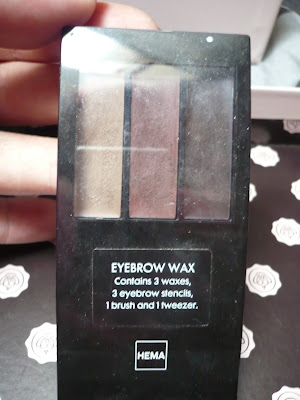 EYEBROW WAX
Contains 3 waxes,
3 eyebrow stencils,
1 brush and 1 tweezer.
HEMA